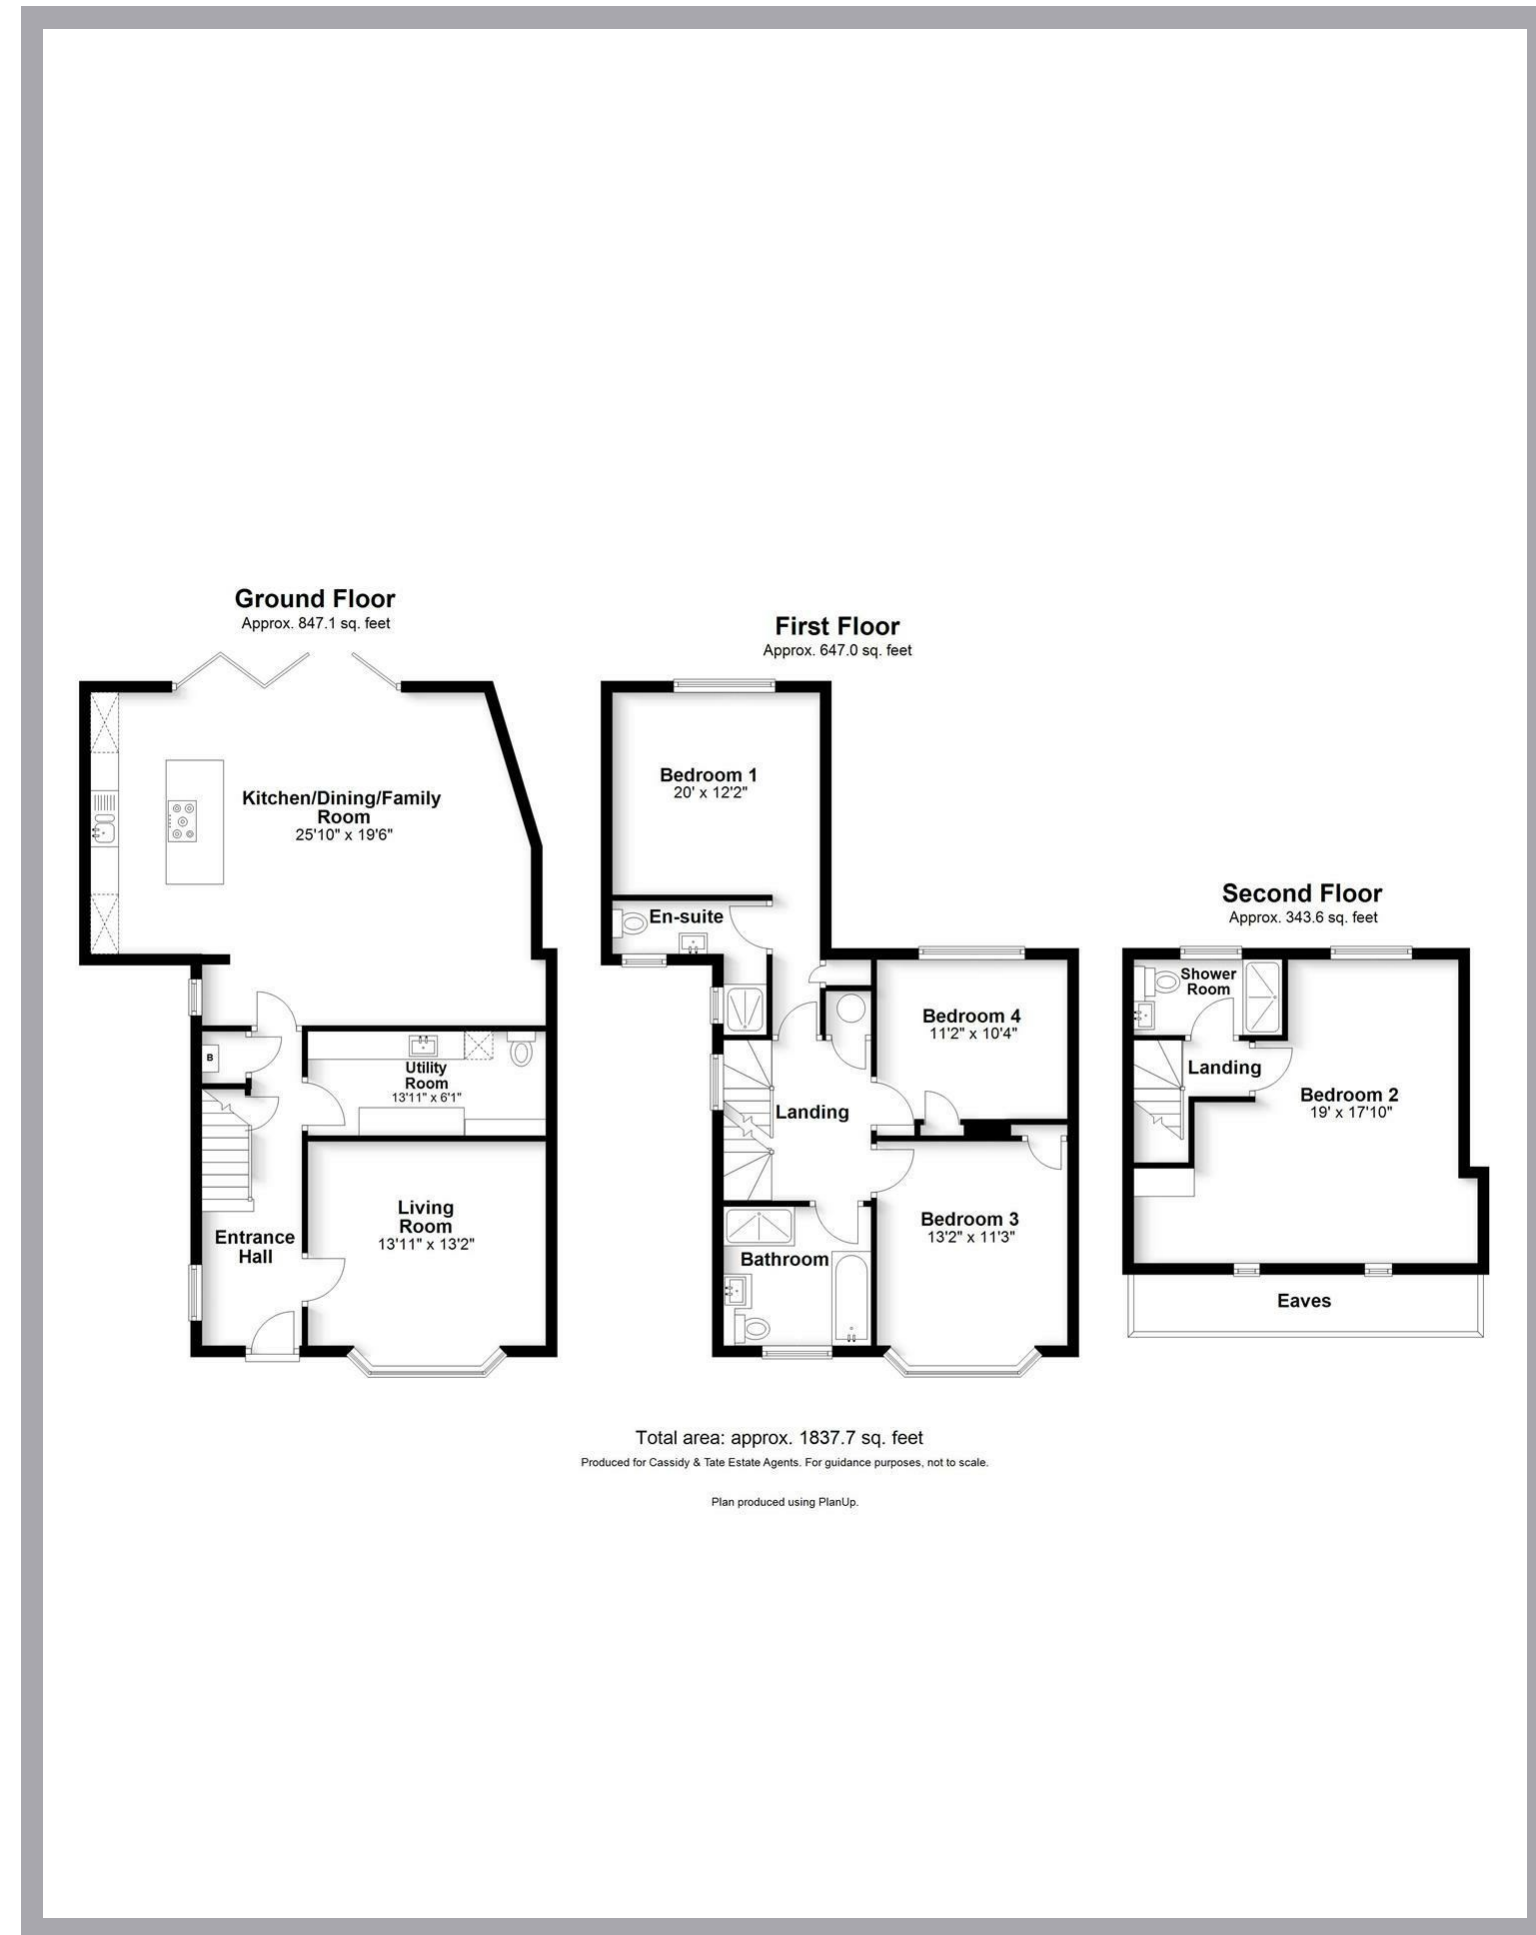 Ground Floor
Approx. 847.1 sq. feet
Kitchen/Dining/Family
Room
25'10" x 19'6"
B
Utility
Room
13'11" x 6'1"
Living
Room
13'11" x 13'2"
Entrance
Hall
First Floor
Approx. 647.0 sq. feet
Bedroom 1
20' x 12'2"
En-suite
Bedroom 4
11'2" x 10'4"
Landing
Bedroom 3
13'2" x 11'3"
Bathroom
Second Floor
Approx. 343.6 sq. feet
Shower
Room
Landing
Bedroom 2
19' x 17'10"
Eaves
Total area: approx. 1837.7 sq. feet
Produced for Cassidy & Tate Estate Agents. For guidance purposes, not to scale.
Plan produced using PlanUp.